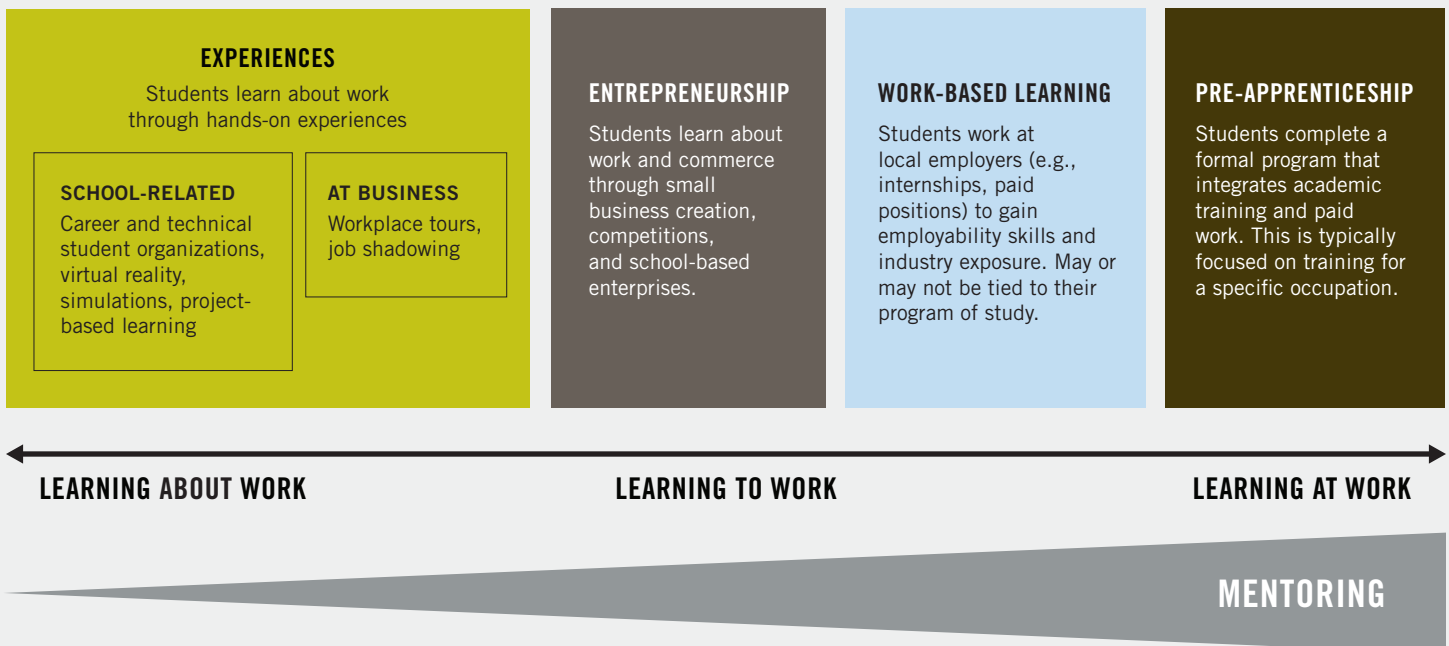 EXPERIENCES
Students learn about work
through hands-on experiences
SCHOOL-RELATED
Career and technical
student organizations,
virtual reality,
simulations, project-
based learning
AT BUSINESS
Workplace tours,
job shadowing
ENTREPRENEURSHIP
Students learn about
work and commerce
through small
business creation,
competitions,
and school-based
enterprises.
WORK-BASED LEARNING
Students work at
local employers (e.g.,
internships, paid
positions) to gain
employability skills and
industry exposure. May or
may not be tied to their
program of study.
PRE-APPRENTICESHIP
Students complete a
formal program that
integrates academic
training and paid
work. This is typically
focused on training for
a specific occupation.
LEARNING ABOUT WORK
LEARNING TO WORK
LEARNING AT WORK
MENTORING